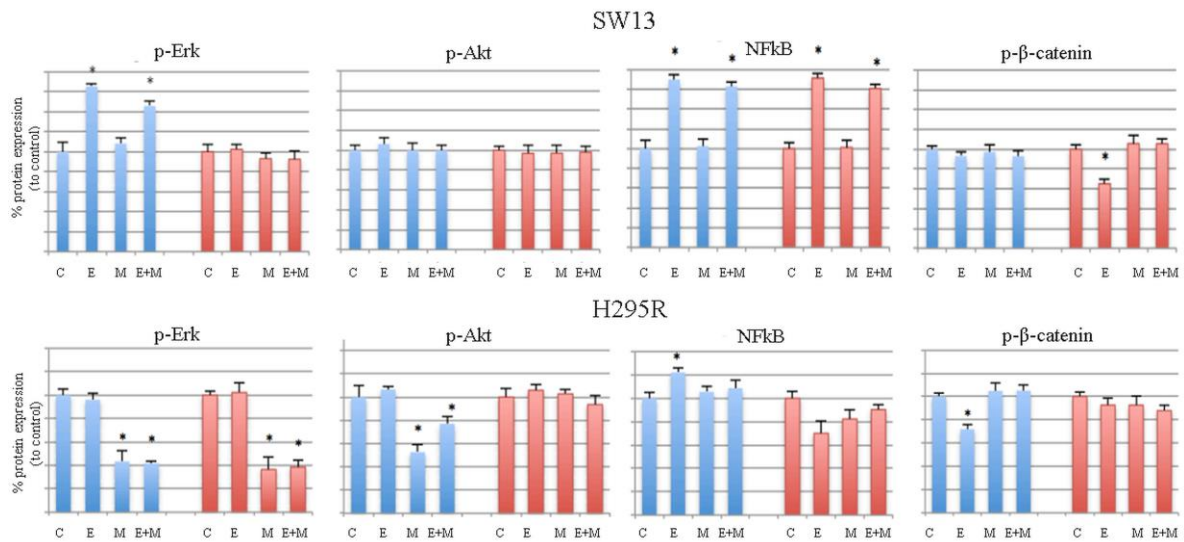 SW13
p-Erk p-Akt NFkB p-β-catenin
% protein expression
(to control)
* * * * * * *
C E M E+M C E M E+M C E M E+M C E M E+M C E M E+M C E M E+M C E M E+M C E M E+M
H295R
p-Erk p-Akt NFkB p-β-catenin
% protein expression
(to control)
* * * * * * * *
C E M E+M C E M E+M C E M E+M C E M E+M C E M E+M C E M E+M C E M E+M C E M E+M